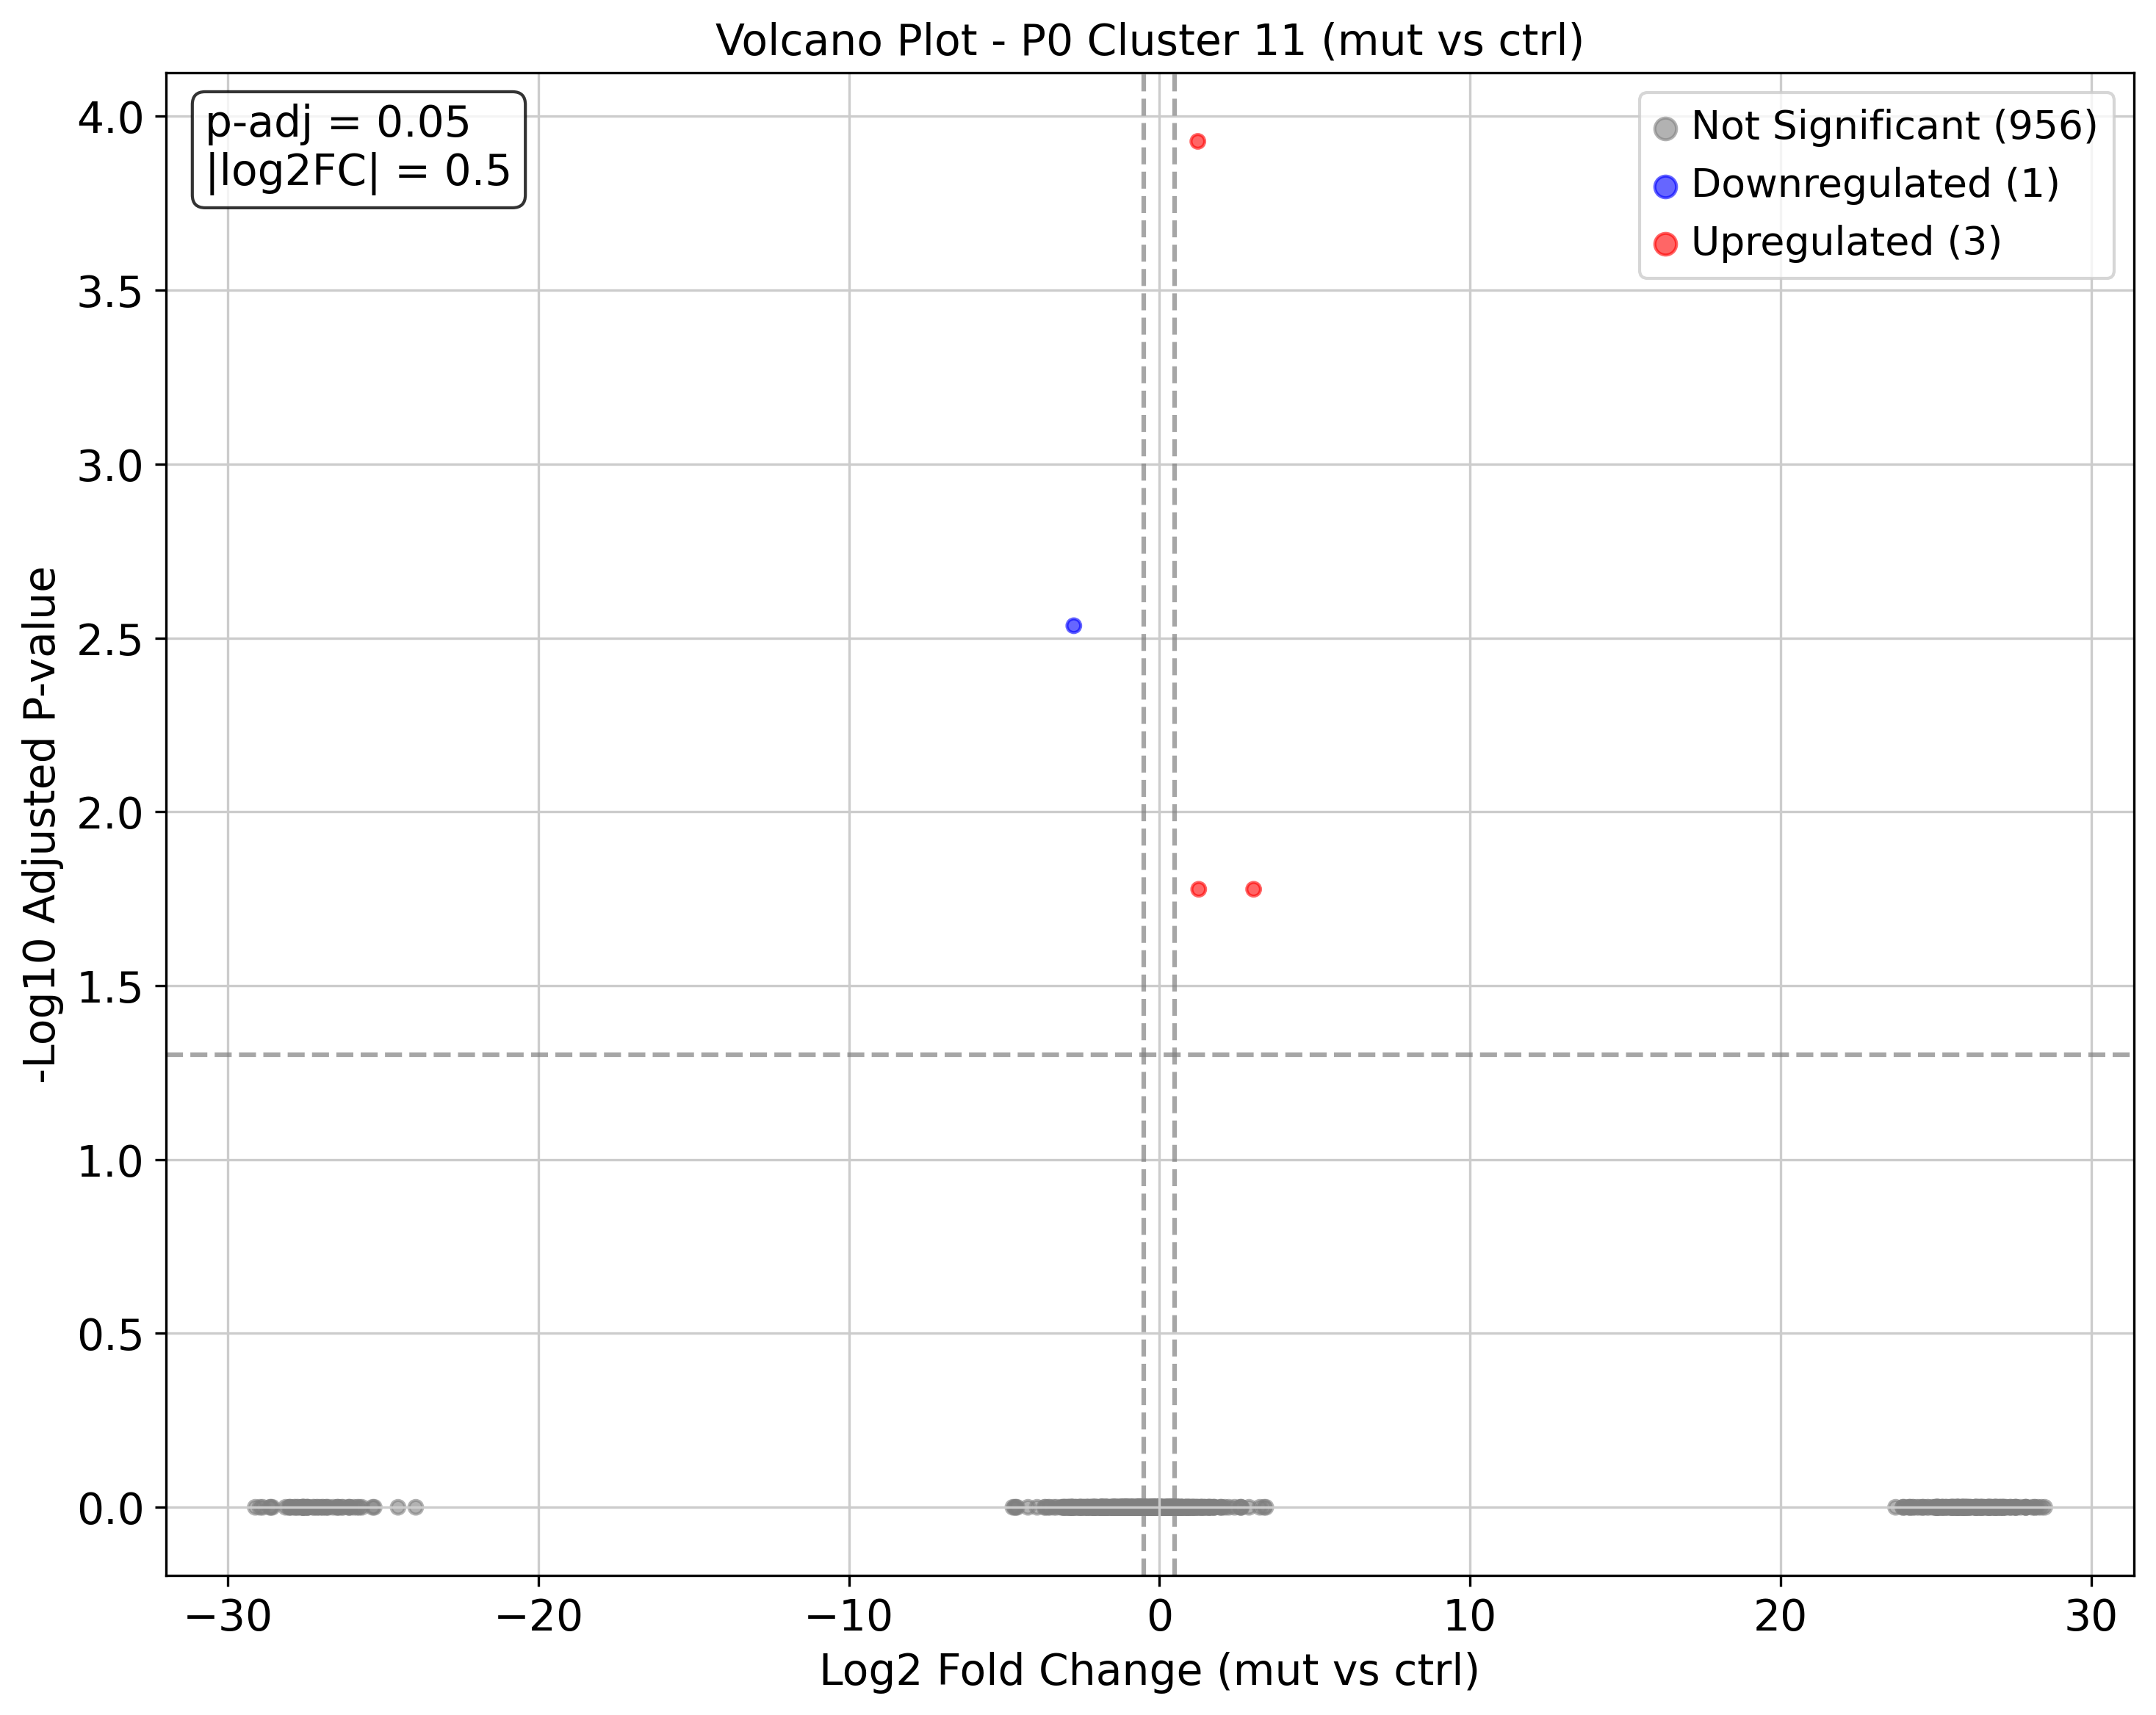 Volcano Plot - P0 Cluster 11 (mut vs ctrl)
p-adj = 0.05
|log2FC| = 0.5
Not Significant (956)
Downregulated (1)
Upregulated (3)
-Log10 Adjusted P-value
4.0
3.5
3.0
2.5
2.0
1.5
1.0
0.5
0.0
−30 −20 −10 0 10 20 30
Log2 Fold Change (mut vs ctrl)